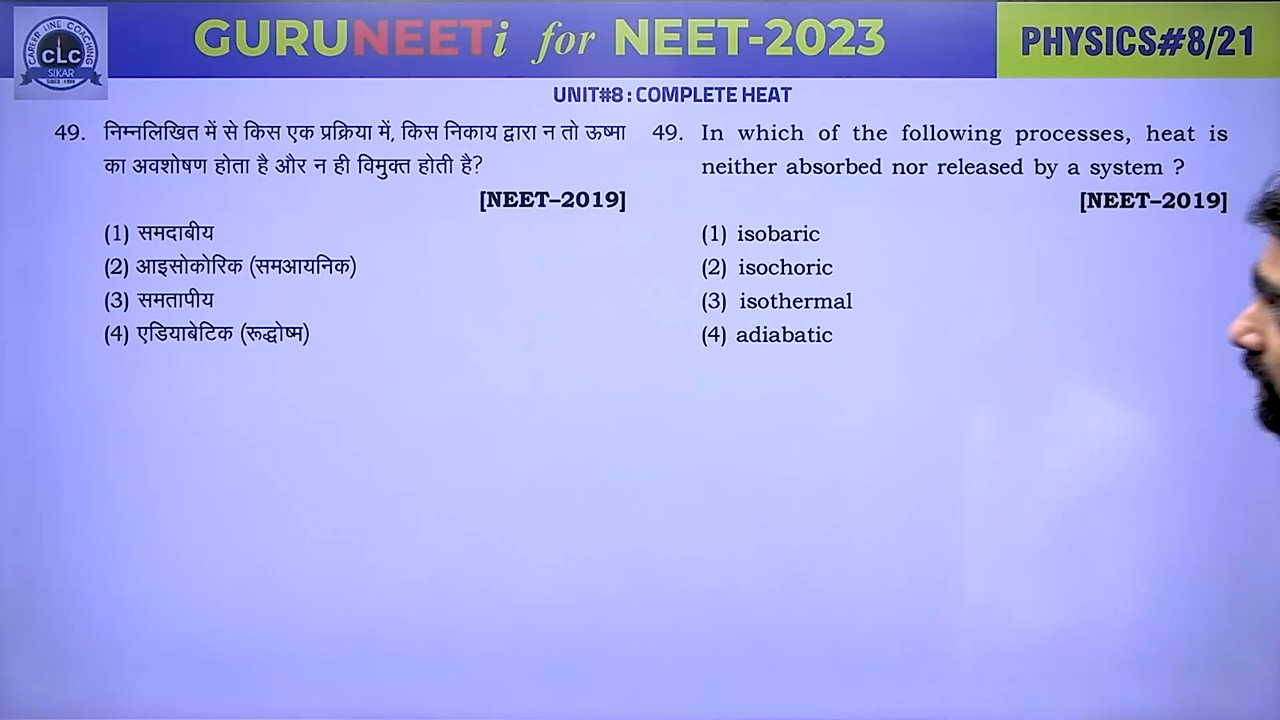 CAREER LINE COACHING
CLC
SIKAR
SINCE : 1996
GURUNEETi for NEET-2023
PHYSICS#8/21
UNIT#8 : COMPLETE HEAT
49. निम्नलिखित में से किस एक प्रक्रिया में, किस निकाय द्वारा न तो ऊष्मा
का अवशोषण होता है और न ही विमुक्त होती है?
[NEET–2019]
(1) समदाबीय
(2) आइसोकोरिक (समआयनिक)
(3) समतापीय
(4) एडियाबेटिक (रूद्धोष्म)
49. In which of the following processes, heat is
neither absorbed nor released by a system ?
[NEET–2019]
(1) isobaric
(2) isochoric
(3) isothermal
(4) adiabatic